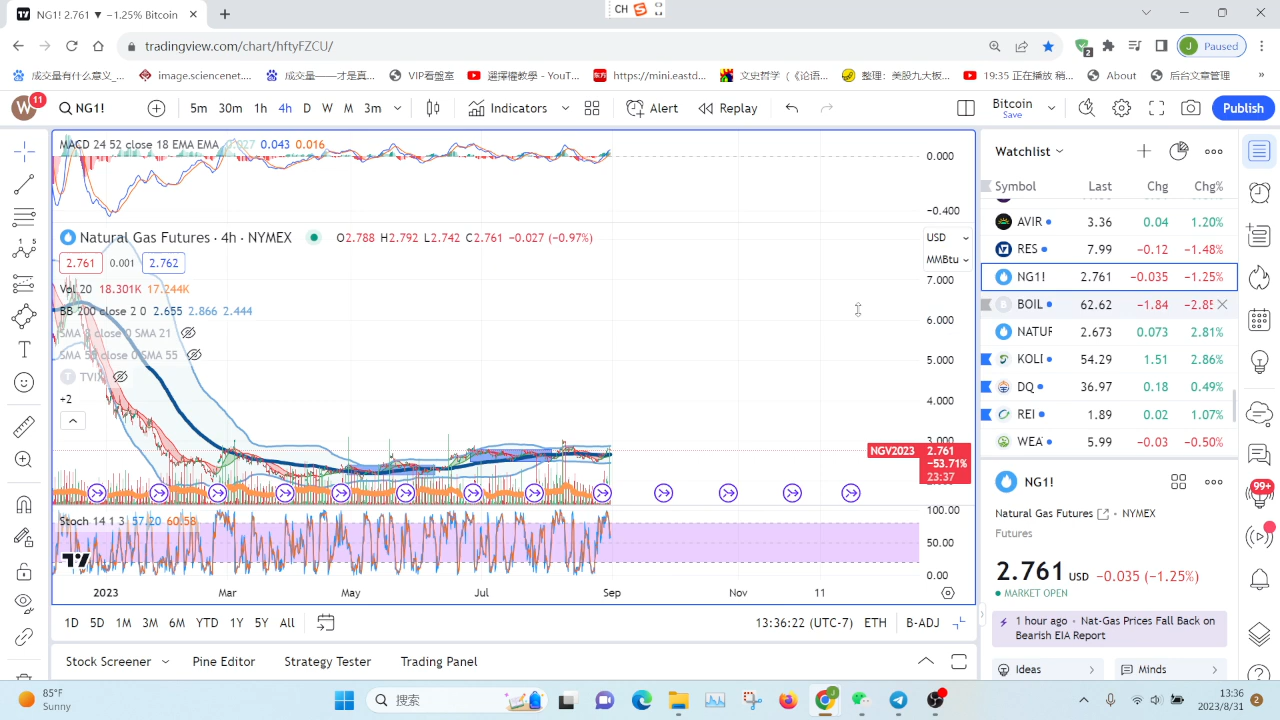 NG1! 2.761 ▼ −1.25% Bitcoin
CH
tradingview.com/chart/hftyFZCU/
2
J Paused
成交量有什么意义_...
image.sciencenet....
成交量——才是真...
VIP看盤室
選擇權教學 - YouT...
https://mini.eastd...
文史哲（《论语...
整理：美股九大板...
About
后台文章管理
»
W
11
NG1!
5m 30m 1h 4h D W M 3m
Indicators
Alert
Replay
Bitcoin
Save
Publish
MACD 24 52 close 18 EMA EMA 0.027 0.043 0.016
0.000
−0.400
Natural Gas Futures · 4h · NYMEX
O2.788 H2.792 L2.742 C2.761 −0.027 (−0.97%)
USD
MMBtu
2.761 0.001 2.762
Vol 20 18.301K 17.244K
BB 200 close 2 0 2.655 2.866 2.444
SMA 55 close 0 SMA 55
TVIX
+2
7.000
6.000
5.000
4.000
3.000
NGV2023 2.761
−53.71%
23:37
Stoch 14 1 3 57.20 60.58
100.00
50.00
0.00
2023 Mar May Jul Sep Nov 11
1D 5D 1M 3M 6M YTD 1Y 5Y All
13:36:22 (UTC-7) ETH B-ADJ
Stock Screener
Pine Editor
Strategy Tester
Trading Panel
Watchlist
Symbol Last Chg Chg%
AVIR 3.36 0.04 1.20%
RES 7.99 −0.12 −1.48%
NG1! 2.761 −0.035 −1.25%
BOIL 62.62 −1.84 −2.85
NATUF 2.673 0.073 2.81%
KOLI 54.29 1.51 2.86%
DQ 36.97 0.18 0.49%
REI 1.89 0.02 1.07%
WEA 5.99 −0.03 −0.50%
NG1!
Natural Gas Futures • NYMEX
Futures
2.761 USD −0.035 (−1.25%)
MARKET OPEN
1 hour ago • Nat-Gas Prices Fall Back on
Bearish EIA Report
Ideas
Minds
99+
85°F
Sunny
搜索
13:36
2023/8/31
2